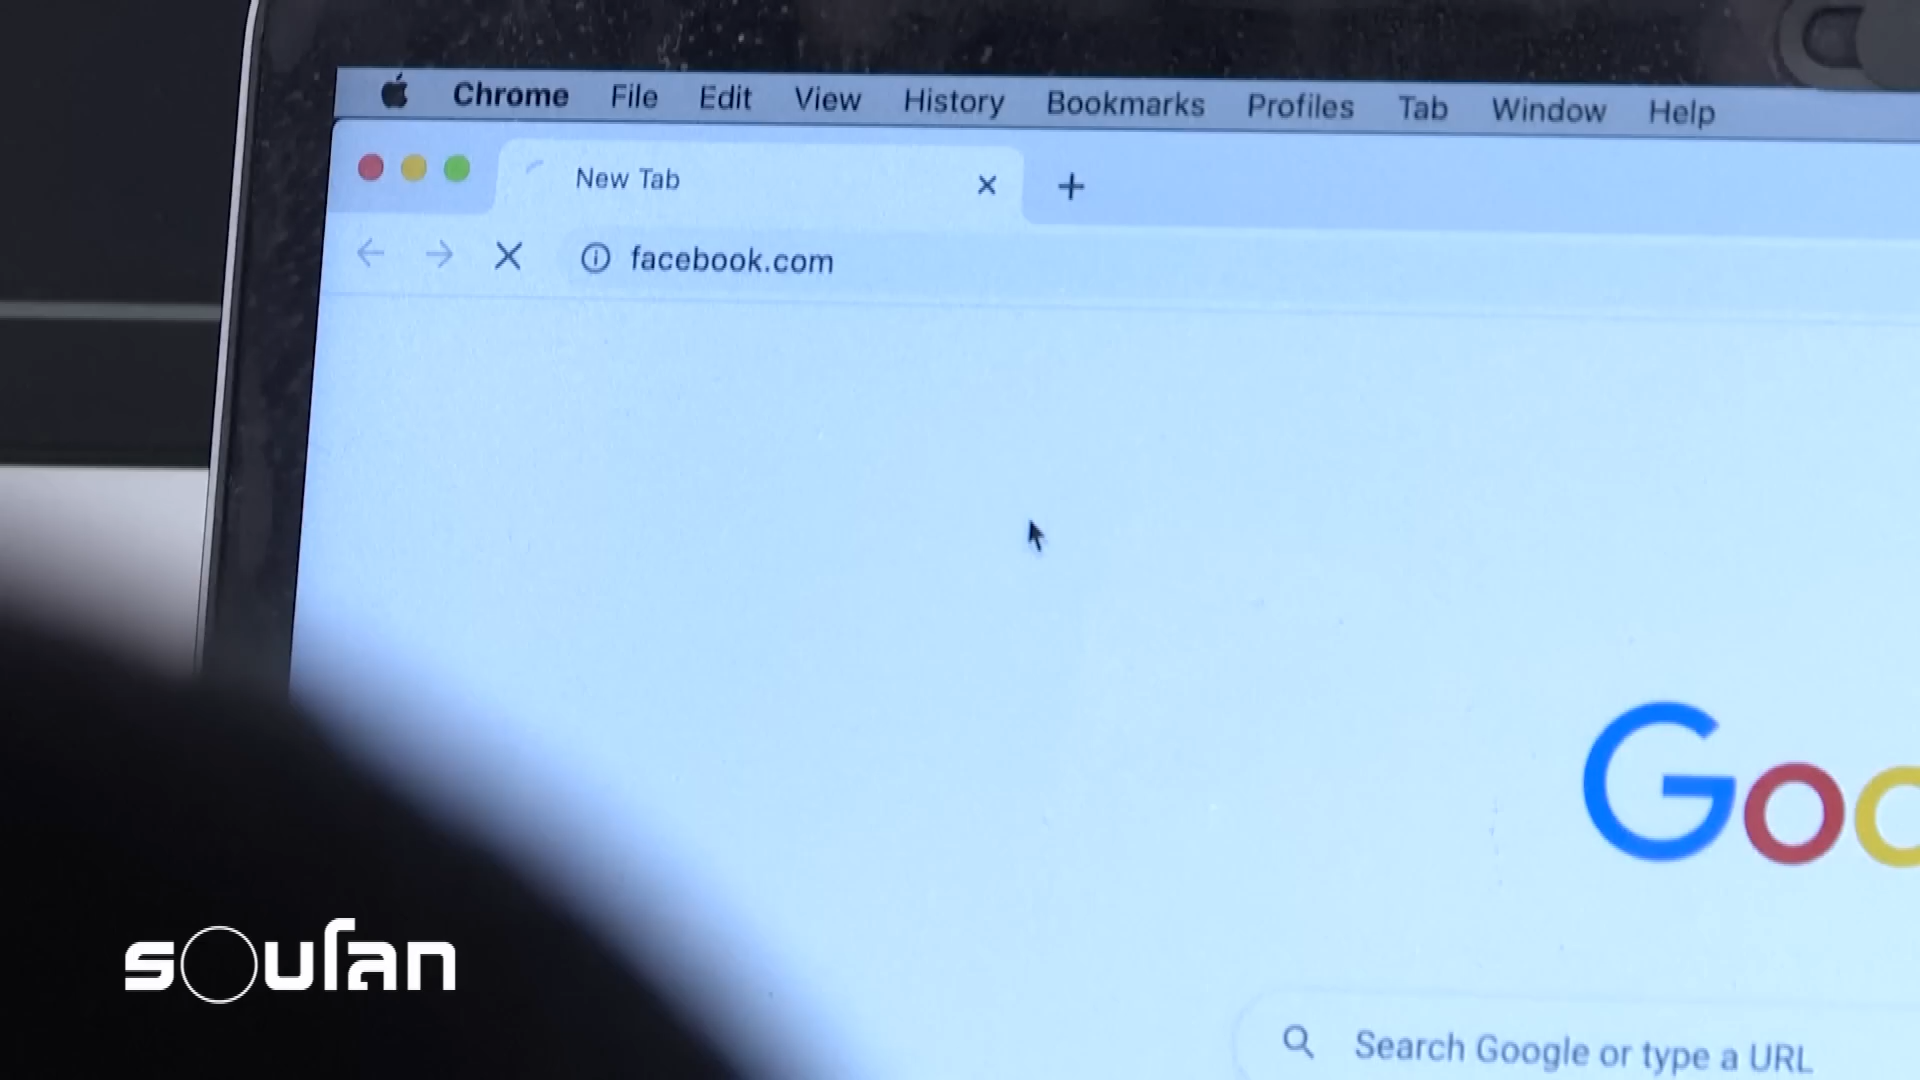 Chrome File Edit View History Bookmarks Profiles Tab Window Help
New Tab
facebook.com
Goo
Search Google or type a URL
soufan